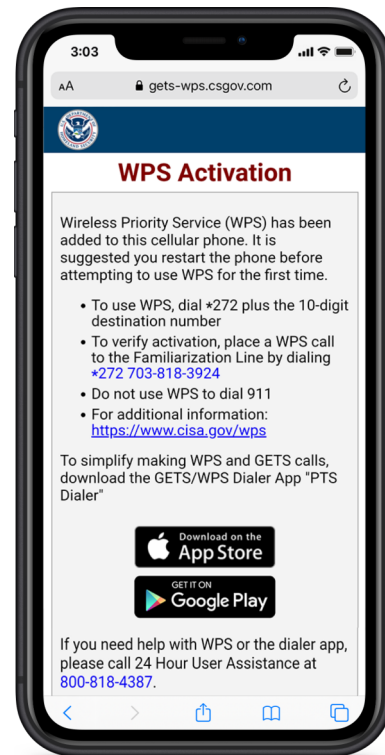 3:03
AA gets-wps.csgov.com
WPS Activation
Wireless Priority Service (WPS) has been
added to this cellular phone. It is
suggested you restart the phone before
attempting to use WPS for the first time.
• To use WPS, dial *272 plus the 10-digit
destination number
• To verify activation, place a WPS call
to the Familiarization Line by dialing
*272 703-818-3924
• Do not use WPS to dial 911
• For additional information:
https://www.cisa.gov/wps
To simplify making WPS and GETS calls,
download the GETS/WPS Dialer App "PTS
Dialer"
Download on the
App Store
GET IT ON
Google Play
If you need help with WPS or the dialer app,
please call 24 Hour User Assistance at
800-818-4387.